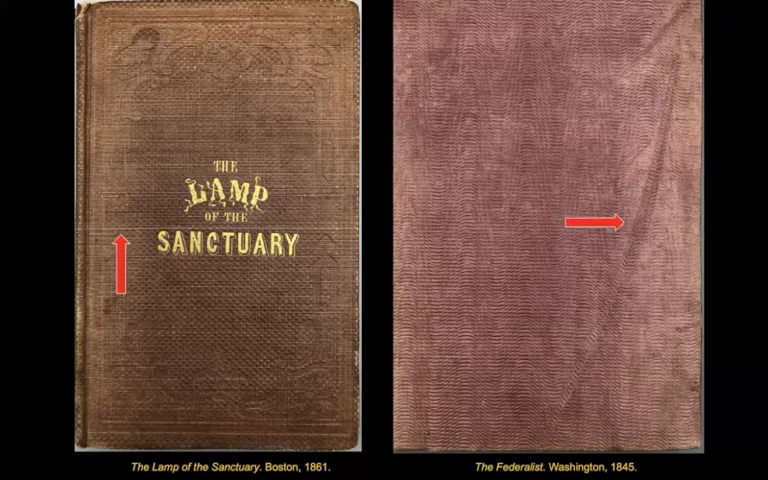 THE
LAMP
OF THE
SANCTUARY
The Lamp of the Sanctuary. Boston, 1861.
The Federalist. Washington, 1845.